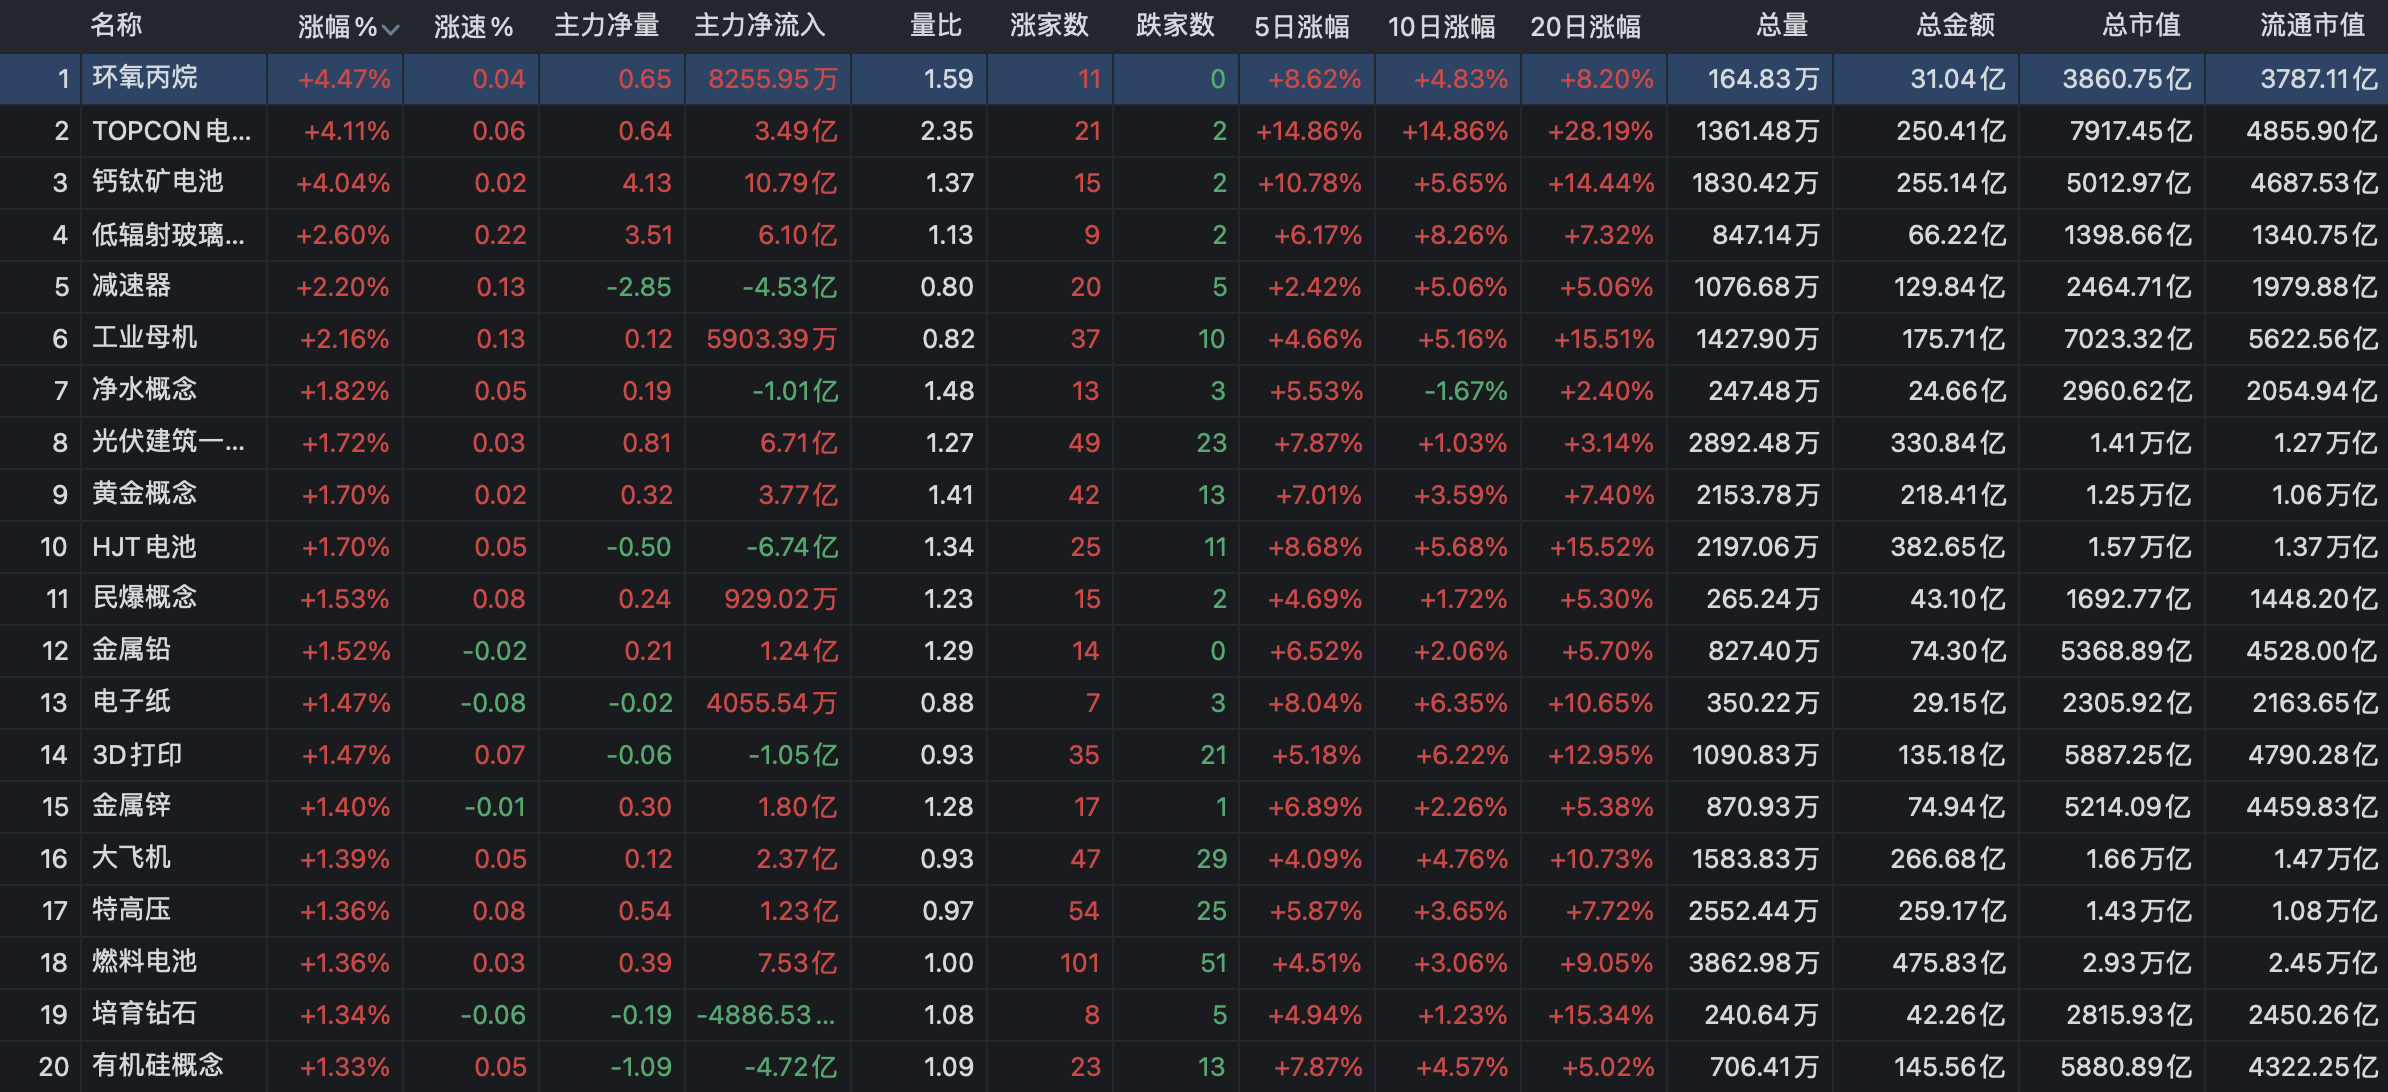 名称 涨幅% 涨速% 主力净量 主力净流入 量比 涨家数 跌家数 5日涨幅 10日涨幅 20日涨幅 总量 总金额 总市值 流通市值
1 环氧丙烷 +4.47% 0.04 0.65 8255.95万 1.59 11 0 +8.62% +4.83% +8.20% 164.83万 31.04亿 3860.75亿 3787.11亿
2 TOPCON电... +4.11% 0.06 0.64 3.49亿 2.35 21 2 +14.86% +14.86% +28.19% 1361.48万 250.41亿 7917.45亿 4855.90亿
3 钙钛矿电池 +4.04% 0.02 4.13 10.79亿 1.37 15 2 +10.78% +5.65% +14.44% 1830.42万 255.14亿 5012.97亿 4687.53亿
4 低辐射玻璃... +2.60% 0.22 3.51 6.10亿 1.13 9 2 +6.17% +8.26% +7.32% 847.14万 66.22亿 1398.66亿 1340.75亿
5 减速器 +2.20% 0.13 -2.85 -4.53亿 0.80 20 5 +2.42% +5.06% +5.06% 1076.68万 129.84亿 2464.71亿 1979.88亿
6 工业母机 +2.16% 0.13 0.12 5903.39万 0.82 37 10 +4.66% +5.16% +15.51% 1427.90万 175.71亿 7023.32亿 5622.56亿
7 净水概念 +1.82% 0.05 0.19 -1.01亿 1.48 13 3 +5.53% -1.67% +2.40% 247.48万 24.66亿 2960.62亿 2054.94亿
8 光伏建筑一... +1.72% 0.03 0.81 6.71亿 1.27 49 23 +7.87% +1.03% +3.14% 2892.48万 330.84亿 1.41万亿 1.27万亿
9 黄金概念 +1.70% 0.02 0.32 3.77亿 1.41 42 13 +7.01% +3.59% +7.40% 2153.78万 218.41亿 1.25万亿 1.06万亿
10 HJT电池 +1.70% 0.05 -0.50 -6.74亿 1.34 25 11 +8.68% +5.68% +15.52% 2197.06万 382.65亿 1.57万亿 1.37万亿
11 民爆概念 +1.53% 0.08 0.24 929.02万 1.23 15 2 +4.69% +1.72% +5.30% 265.24万 43.10亿 1692.77亿 1448.20亿
12 金属铅 +1.52% -0.02 0.21 1.24亿 1.29 14 0 +6.52% +2.06% +5.70% 827.40万 74.30亿 5368.89亿 4528.00亿
13 电子纸 +1.47% -0.08 -0.02 4055.54万 0.88 7 3 +8.04% +6.35% +10.65% 350.22万 29.15亿 2305.92亿 2163.65亿
14 3D打印 +1.47% 0.07 -0.06 -1.05亿 0.93 35 21 +5.18% +6.22% +12.95% 1090.83万 135.18亿 5887.25亿 4790.28亿
15 金属锌 +1.40% -0.01 0.30 1.80亿 1.28 17 1 +6.89% +2.26% +5.38% 870.93万 74.94亿 5214.09亿 4459.83亿
16 大飞机 +1.39% 0.05 0.12 2.37亿 0.93 47 29 +4.09% +4.76% +10.73% 1583.83万 266.68亿 1.66万亿 1.47万亿
17 特高压 +1.36% 0.08 0.54 1.23亿 0.97 54 25 +5.87% +3.65% +7.72% 2552.44万 259.17亿 1.43万亿 1.08万亿
18 燃料电池 +1.36% 0.03 0.39 7.53亿 1.00 101 51 +4.51% +3.06% +9.05% 3862.98万 475.83亿 2.93万亿 2.45万亿
19 培育钻石 +1.34% -0.06 -0.19 -4886.53... 1.08 8 5 +4.94% +1.23% +15.34% 240.64万 42.26亿 2815.93亿 2450.26亿
20 有机硅概念 +1.33% 0.05 -1.09 -4.72亿 1.09 23 13 +7.87% +4.57% +5.02% 706.41万 145.56亿 5880.89亿 4322.25亿